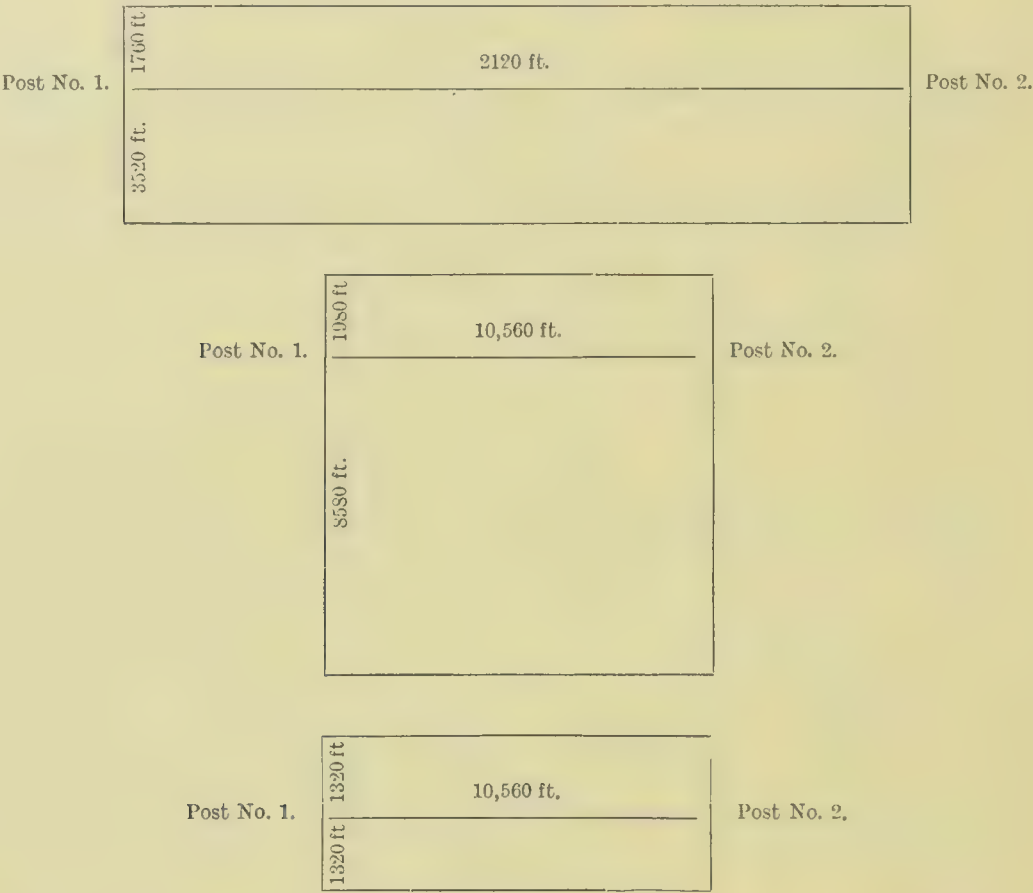 1760 ft
2120 ft.
Post No. 1.
Post No. 2.
3520 ft.
1980 ft
10,560 ft.
Post No. 1.
Post No. 2.
8580 ft.
1320 ft
10,560 ft.
Post No. 1.
Post No. 2.
1320 ft